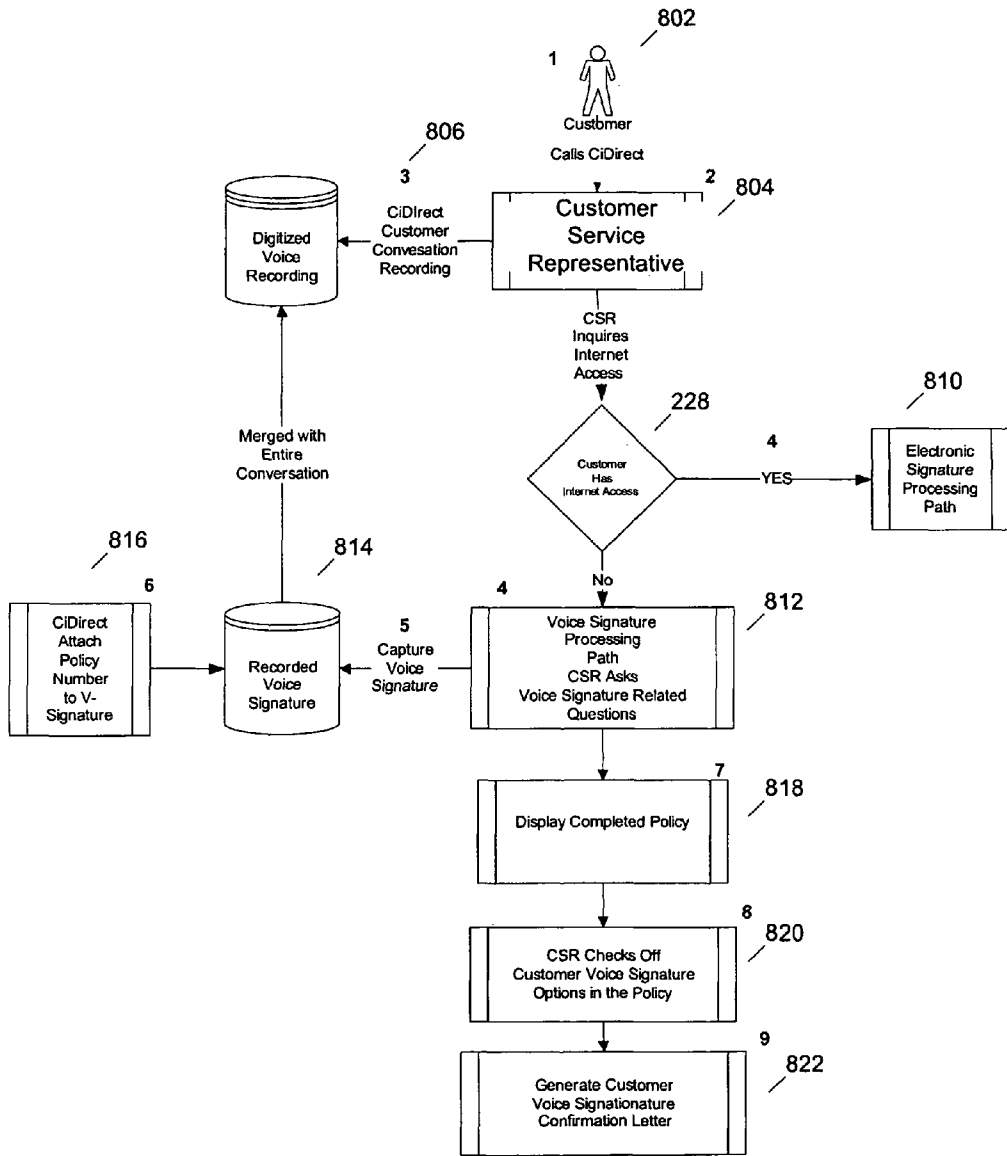 802
1
Customer
Calls CiDirect
806
3
CiDIrect
Customer
Convesation
Recording
2
804
Customer
Service
Representative
Digitized
Voice
Recording
CSR
Inquires
Internet
Access
228
810
Customer
Has
Internet Access
4
YES
Electronic
Signature
Processing
Path
Merged with
Entire
Conversation
No
816
6
CiDirect
Attach
Policy
Number
to V-
Signature
814
Recorded
Voice
Signature
5
Capture
Voice
Signature
4
812
Voice Signature
Processing
Path
CSR Asks
Voice Signature Related
Questions
7
818
Display Completed Policy
8
820
CSR Checks Off
Customer Voice Signature
Options in the Policy
9
822
Generate Customer
Voice Signationature
Confirmation Letter